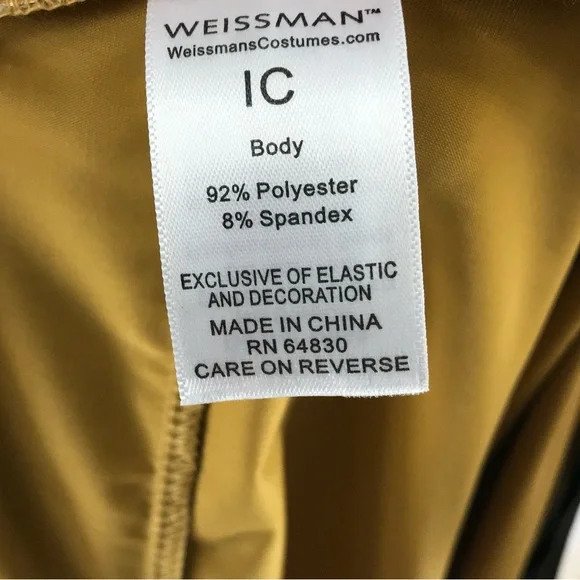 WEISSMAN™
WeissmansCostumes.com
IC
Body
92% Polyester
8% Spandex
EXCLUSIVE OF ELASTIC
AND DECORATION
MADE IN CHINA
RN 64830
CARE ON REVERSE